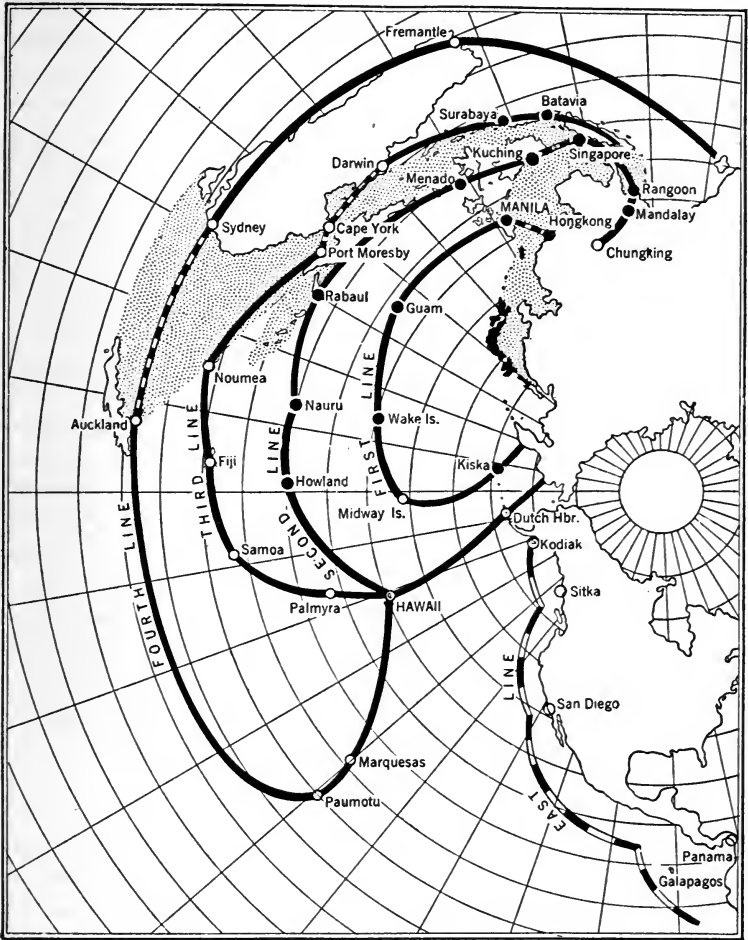 Fremantle
Batavia
Surabaya
Kuching
Singapore
Darwin
Menado
Rangoon
MANILA
Hongkong
Mandalay
Sydney
Cape York
Chungking
Port Moresby
Rabaul
Guam
Noumea
Nauru
Wake Is.
Auckland
FIRST LINE
THIRD LINE
Fiji
Kiska
Howland
Midway Is.
SECOND LINE
Dutch Hbr.
Kodiak
FOURTH LINE
Samoa
Sitka
Palmyra
HAWAII
San Diego
EAST LINE
Marquesas
Paumotu
Panama
Galapagos